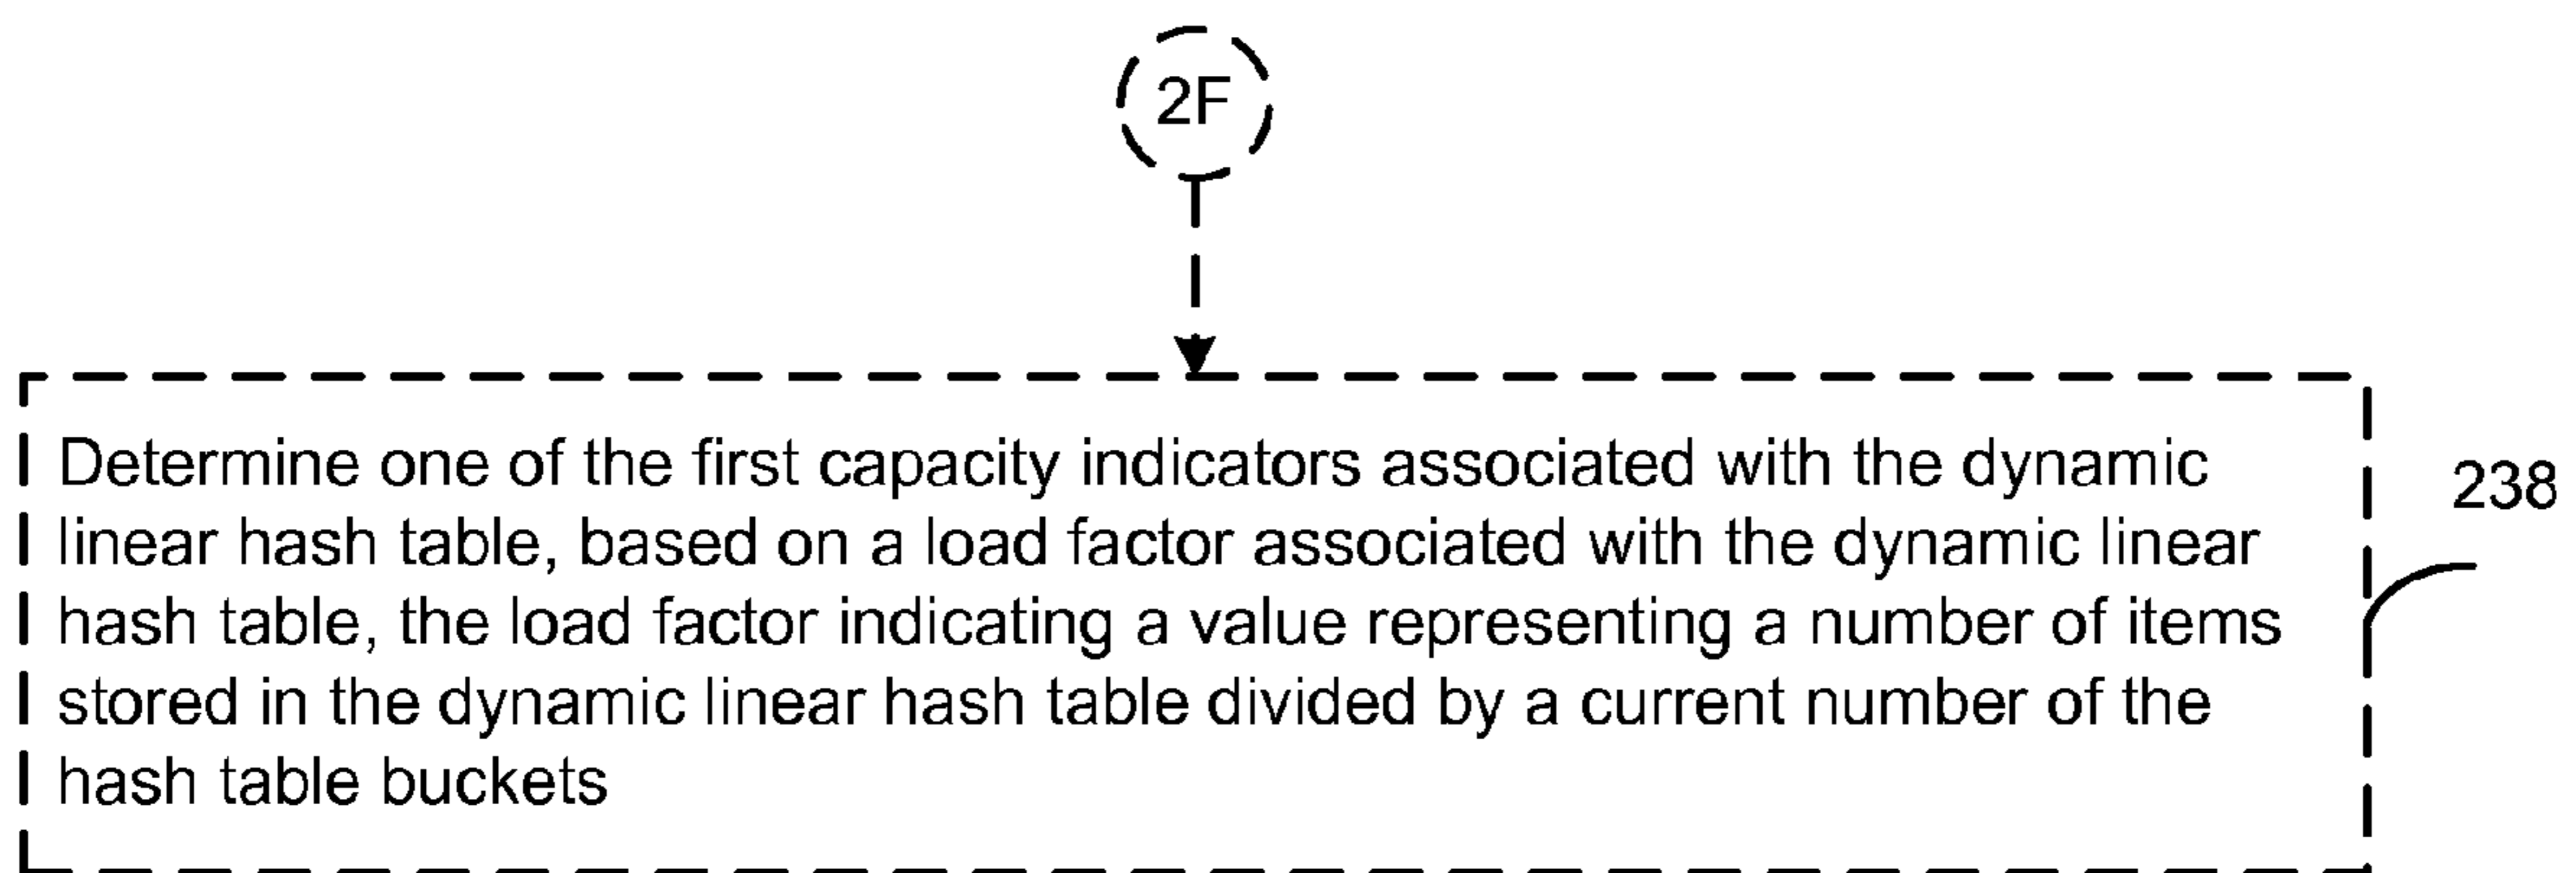 2F
Determine one of the first capacity indicators associated with the dynamic
linear hash table, based on a load factor associated with the dynamic linear
hash table, the load factor indicating a value representing a number of items
stored in the dynamic linear hash table divided by a current number of the
hash table buckets
238